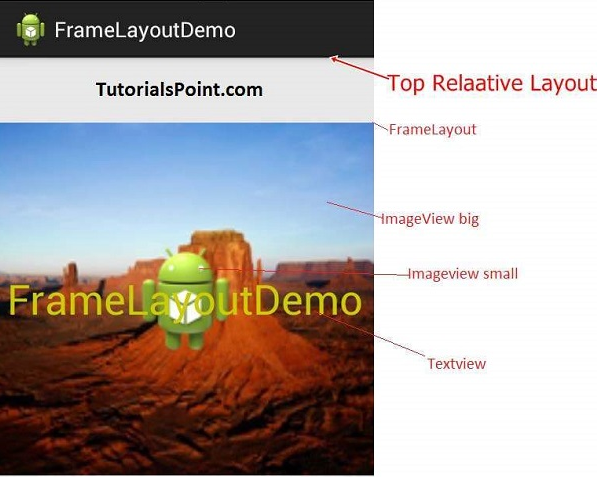 FrameLayoutDemo
TutorialsPoint.com
Top Relaative Layout
FrameLayout
ImageView big
Imageview small
FrameLayoutDemo
Textview